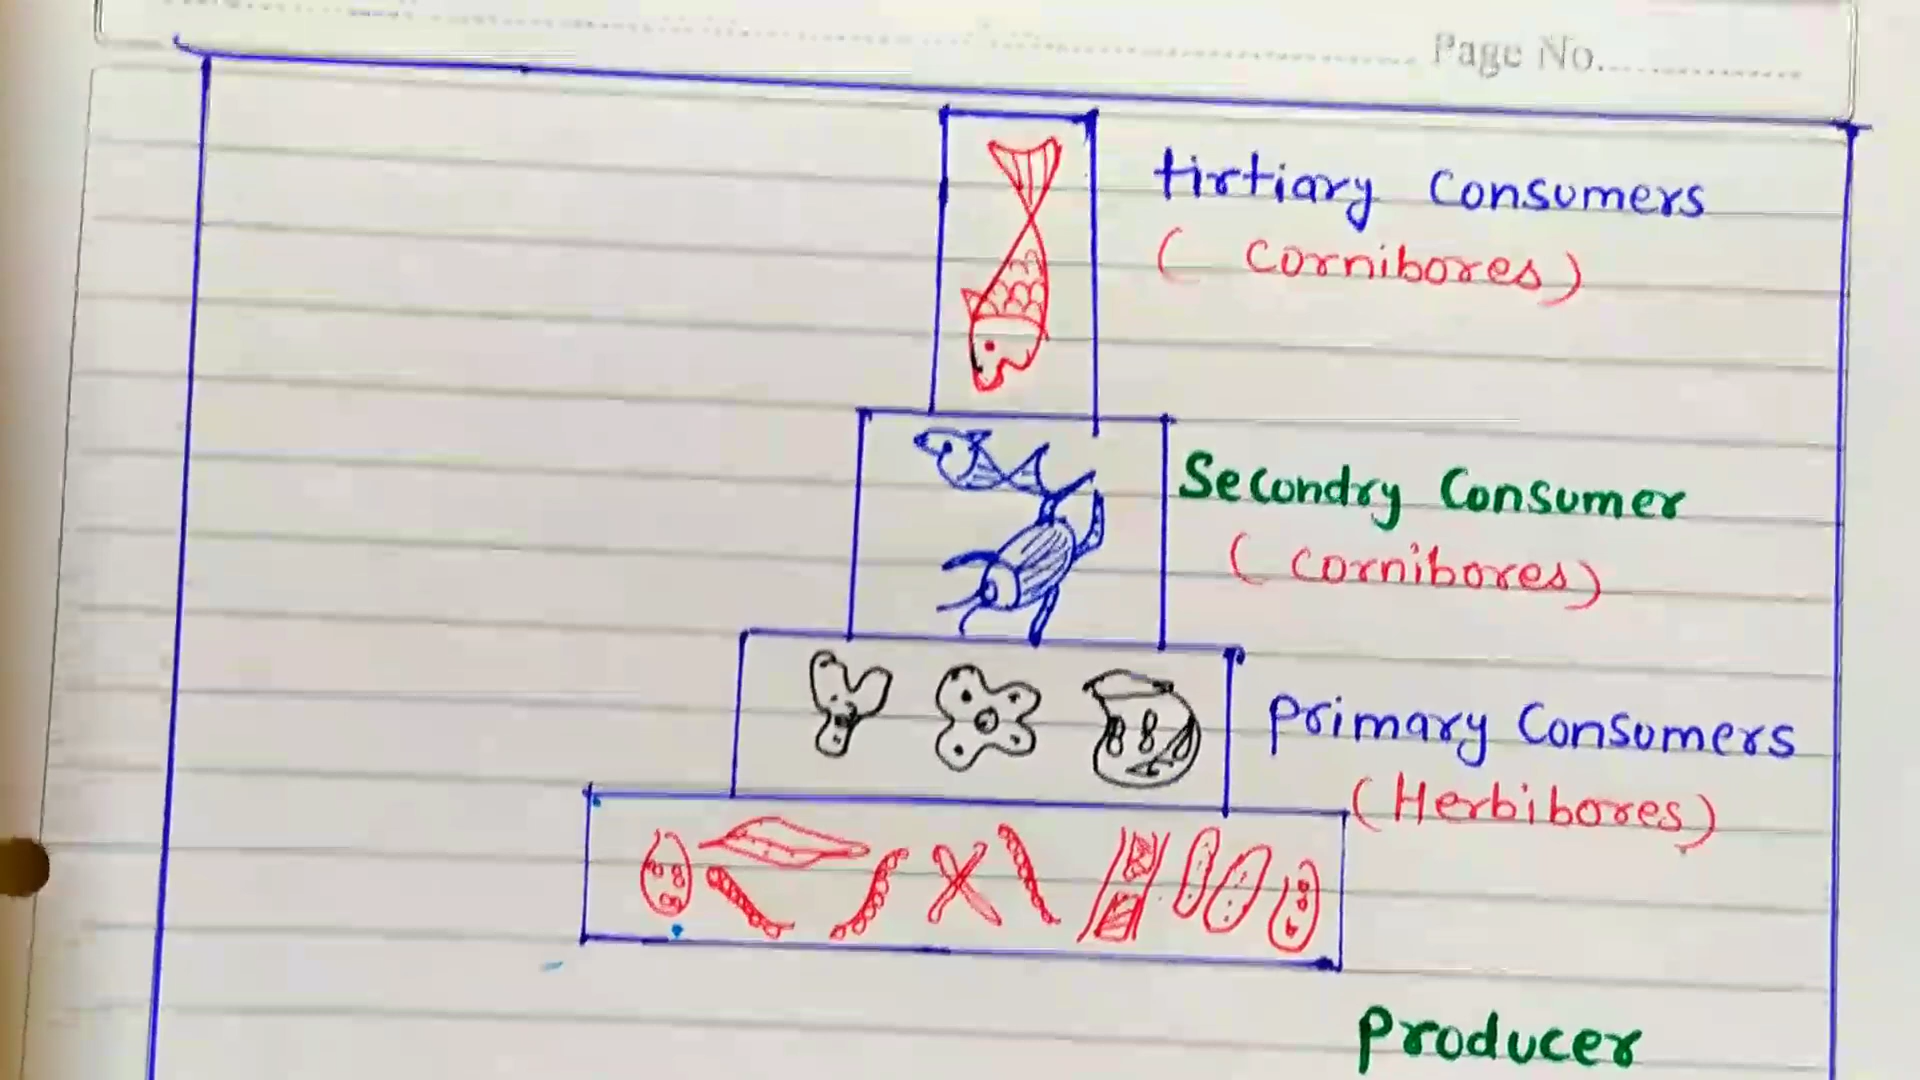 Page No.
tirtiary Consumers
( Cornibores)
Secondry Consumer
( Cornibores)
Primary Consumers
(Herbibores)
Producer